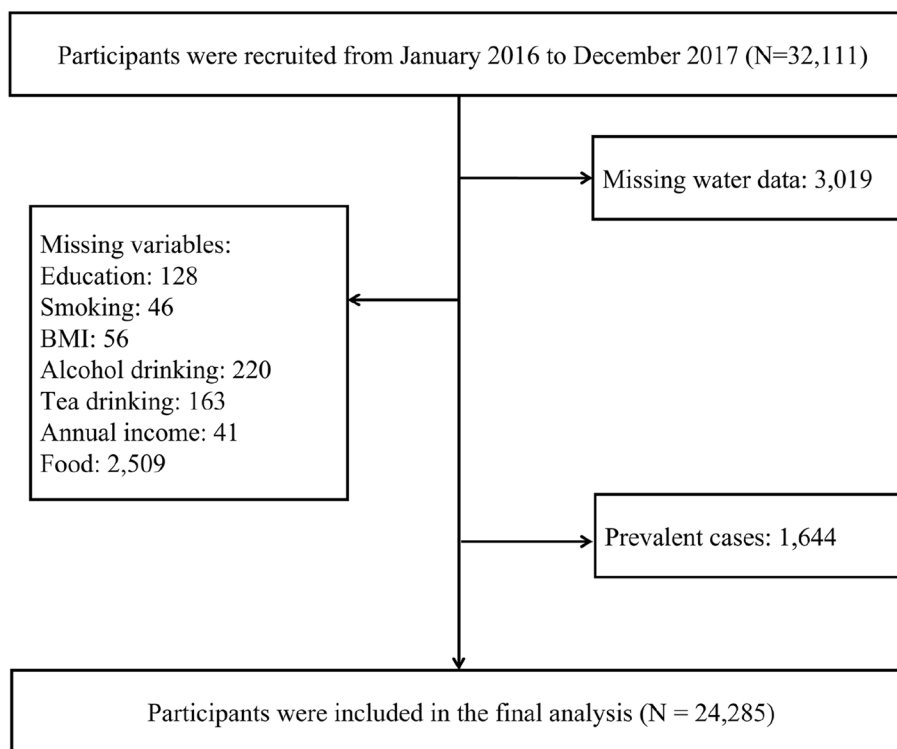 Participants were recruited from January 2016 to December 2017 (N=32,111)
Missing water data: 3,019
Missing variables:
Education: 128
Smoking: 46
BMI: 56
Alcohol drinking: 220
Tea drinking: 163
Annual income: 41
Food: 2,509
Prevalent cases: 1,644
Participants were included in the final analysis (N = 24,285)